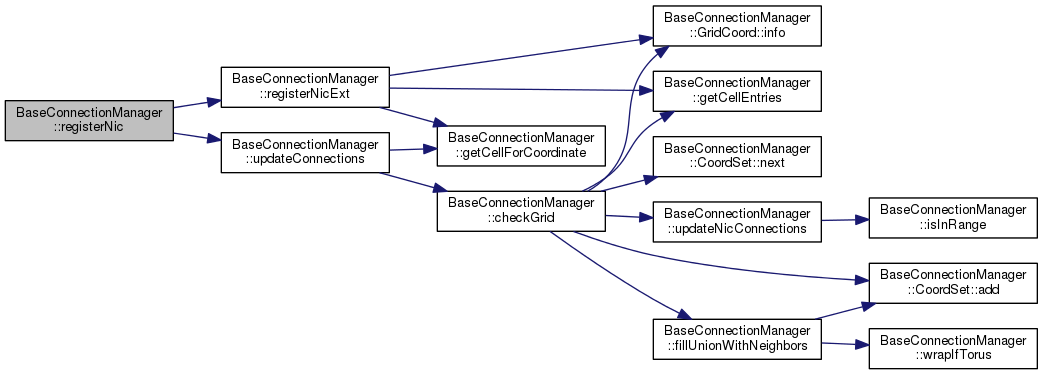 BaseConnectionManager
::registerNic
BaseConnectionManager
::registerNicExt
BaseConnectionManager
::updateConnections
BaseConnectionManager
::getCellForCoordinate
BaseConnectionManager
::checkGrid
BaseConnectionManager
::GridCoord::info
BaseConnectionManager
::getCellEntries
BaseConnectionManager
::CoordSet::next
BaseConnectionManager
::updateNicConnections
BaseConnectionManager
::fillUnionWithNeighbors
BaseConnectionManager
::isInRange
BaseConnectionManager
::CoordSet::add
BaseConnectionManager
::wrapIfTorus